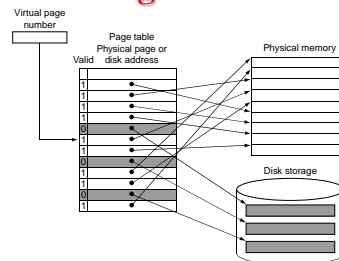 Virtual page
number
Page table
Physical page or
Valid disk address
Physical memory
1
1
1
1
0
1
1
0
1
1
0
1
Disk storage